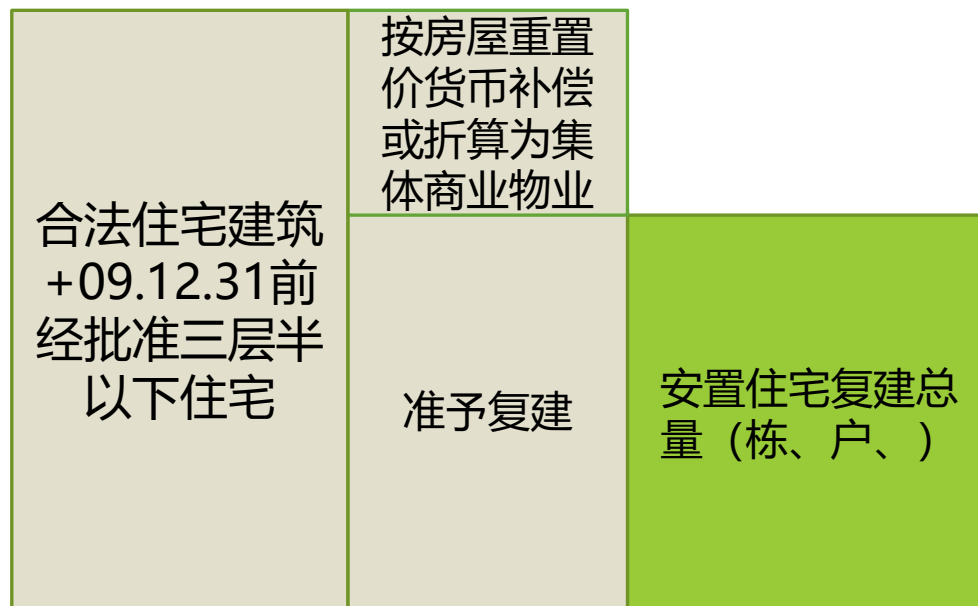 按房屋重置
价货币补偿
或折算为集
体商业物业
合法住宅建筑
+09.12.31前
经批准三层半
以下住宅
准予复建
安置住宅复建总
量（栋、户、）